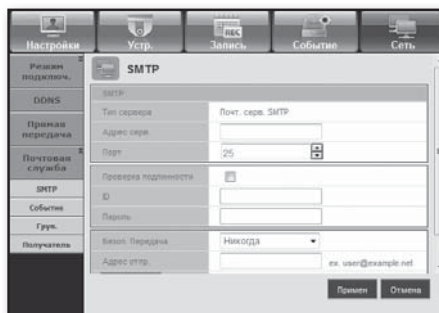 Настройки
Устр.
REC
Запись
Событие
Сеть
Режим подключ.
DDNS
Прямая передача
Почтовая служба
SMTP
Событие
Груп.
Получатель
SMTP
SMTP
Тип сервера Почт. серв. SMTP
Адрес серв.
Порт 25
Проверка подлинности
ID
Пароль
Безоп. Передача Никогда
Адрес отпр. ex. user@example.net
Примен Отмена